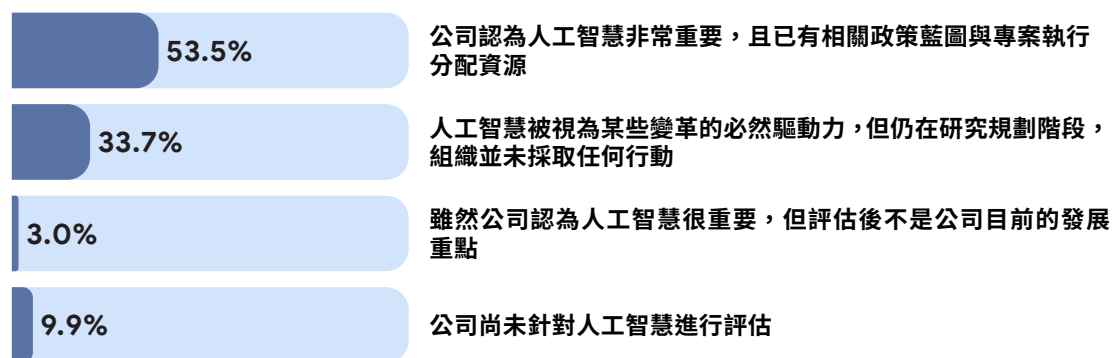 53.5%
公司認為人工智慧非常重要，且已有相關政策藍圖與專案執行
分配資源
33.7%
人工智慧被視為某些變革的必然驅動力，但仍在研究規劃階段，
組織並未採取任何行動
3.0%
雖然公司認為人工智慧很重要，但評估後不是公司目前的發展
重點
9.9%
公司尚未針對人工智慧進行評估